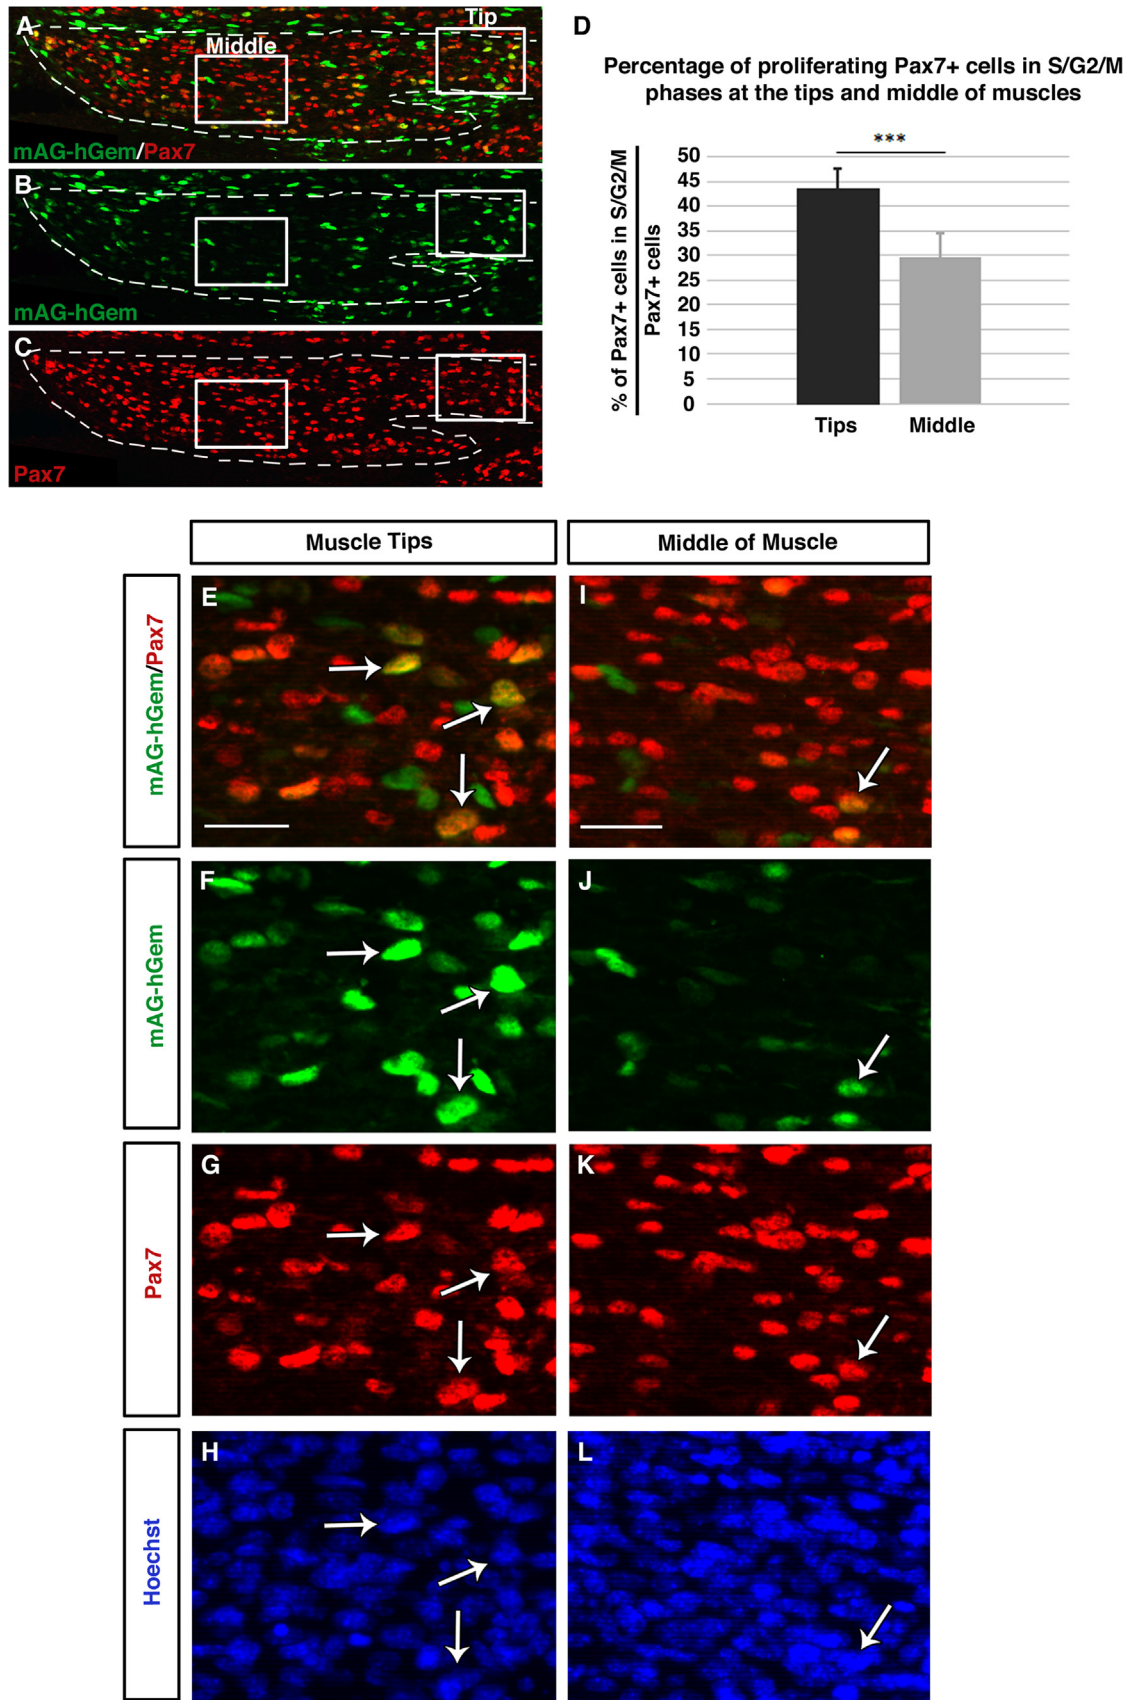 A
Tip
Middle
mAG-hGem/Pax7
B
mAG-hGem
C
Pax7
D
Percentage of proliferating Pax7+ cells in S/G2/M
phases at the tips and middle of muscles
% of Pax7+ cells in S/G2/M
Pax7+ cells
***
50
45
40
35
30
25
20
15
10
5
0
Tips
Middle
Muscle Tips
Middle of Muscle
mAG-hGem/Pax7
E
I
mAG-hGem
F
J
Pax7
G
K
Hoechst
H
L